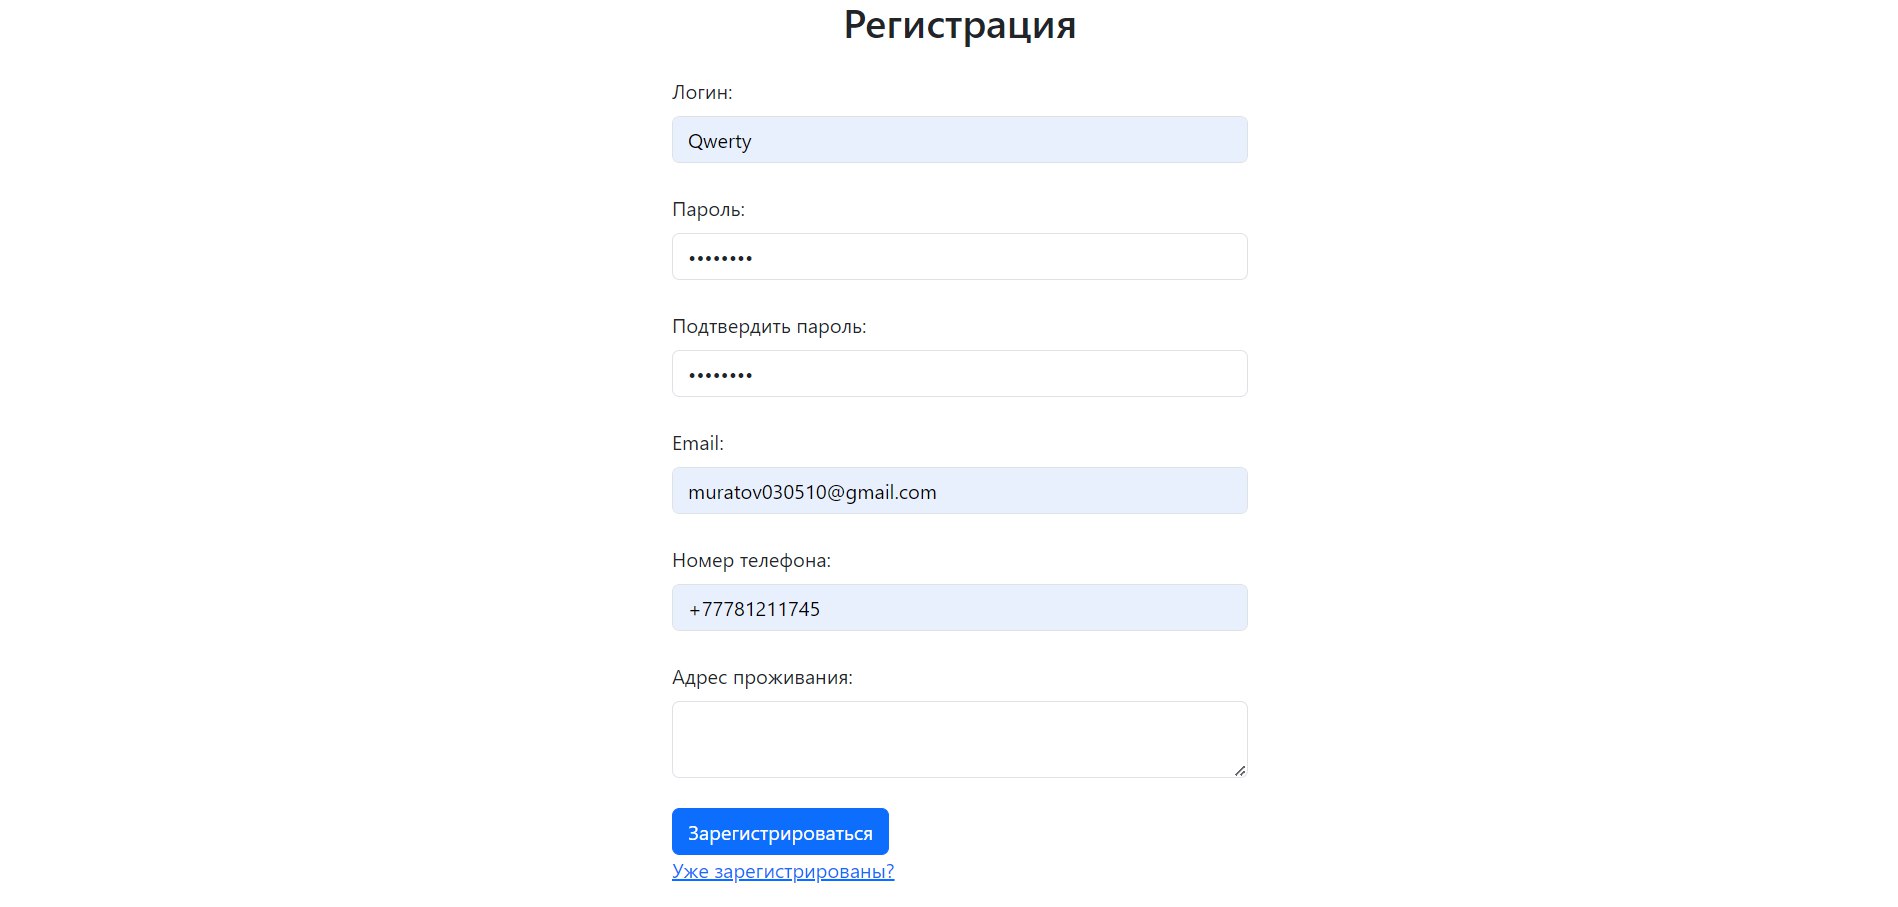 Регистрация
Логин:
Qwerty
Пароль:
••••••••
Подтвердить пароль:
••••••••
Email:
muratov030510@gmail.com
Номер телефона:
+77781211745
Адрес проживания:
Зарегистрироваться
Уже зарегистрированы?